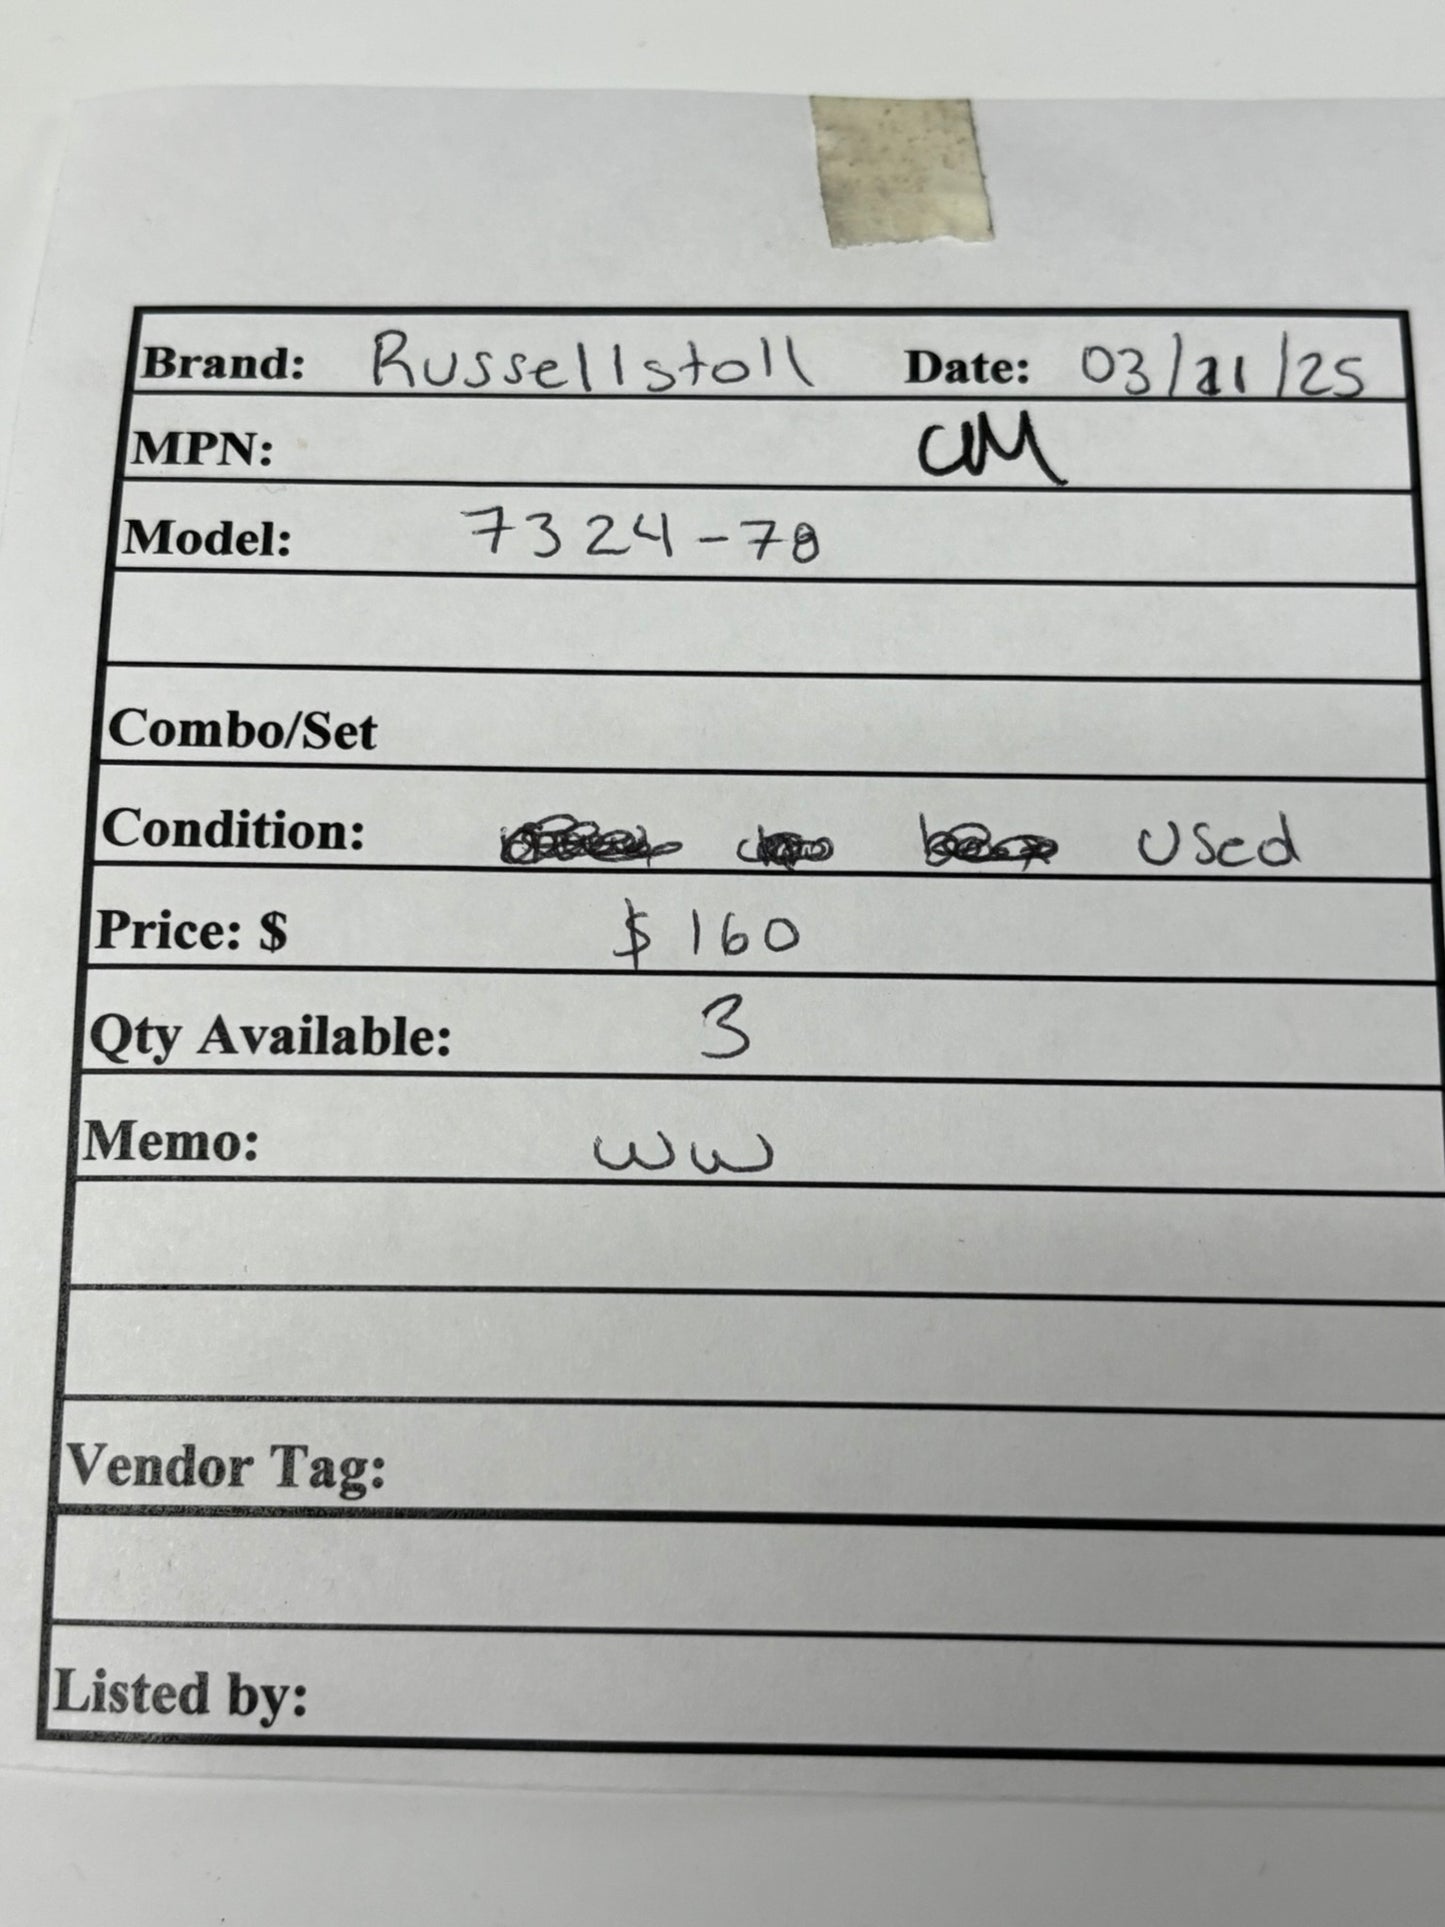 Brand: Russellstoll Date: 03/21/25
MPN: CM
Model: 7324-78
Combo/Set
Condition: Used
Price: $ $160
Qty Available: 3
Memo: WW
Vendor Tag:
Listed by: